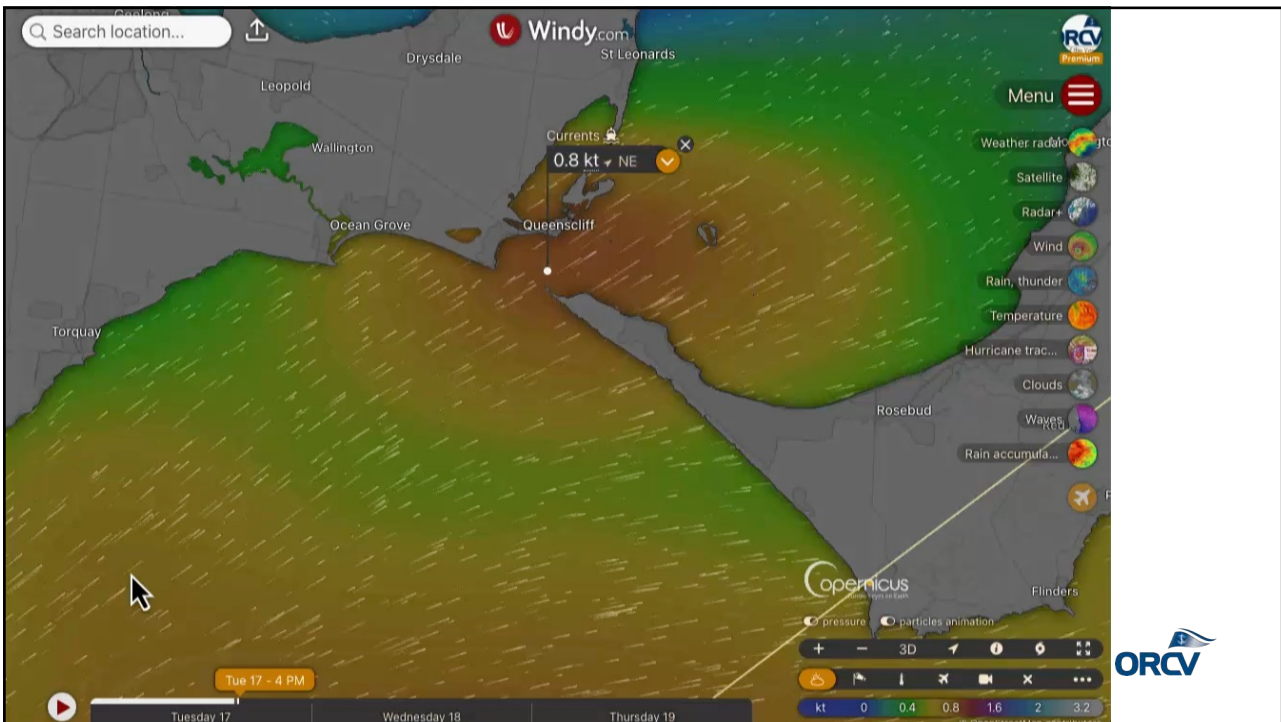 Geelong
Search location...
Windy.com
RCV
Premium
Drysdale
St Leonards
Leopold
Menu
Currents
Weather radar
Wallington
0.8 kt NE
Satellite
Radar+
Ocean Grove
Queenscliff
Wind
Rain, thunder
Torquay
Temperature
Hurricane trac...
Clouds
Rosebud
Waves
Rain accumula...
Copernicus
Flinders
pressure
particles animation
+ − 3D
ORCV
Tue 17 - 4 PM
kt 0 0.4 0.8 1.6 2 3.2
Tuesday 17
Wednesday 18
Thursday 19